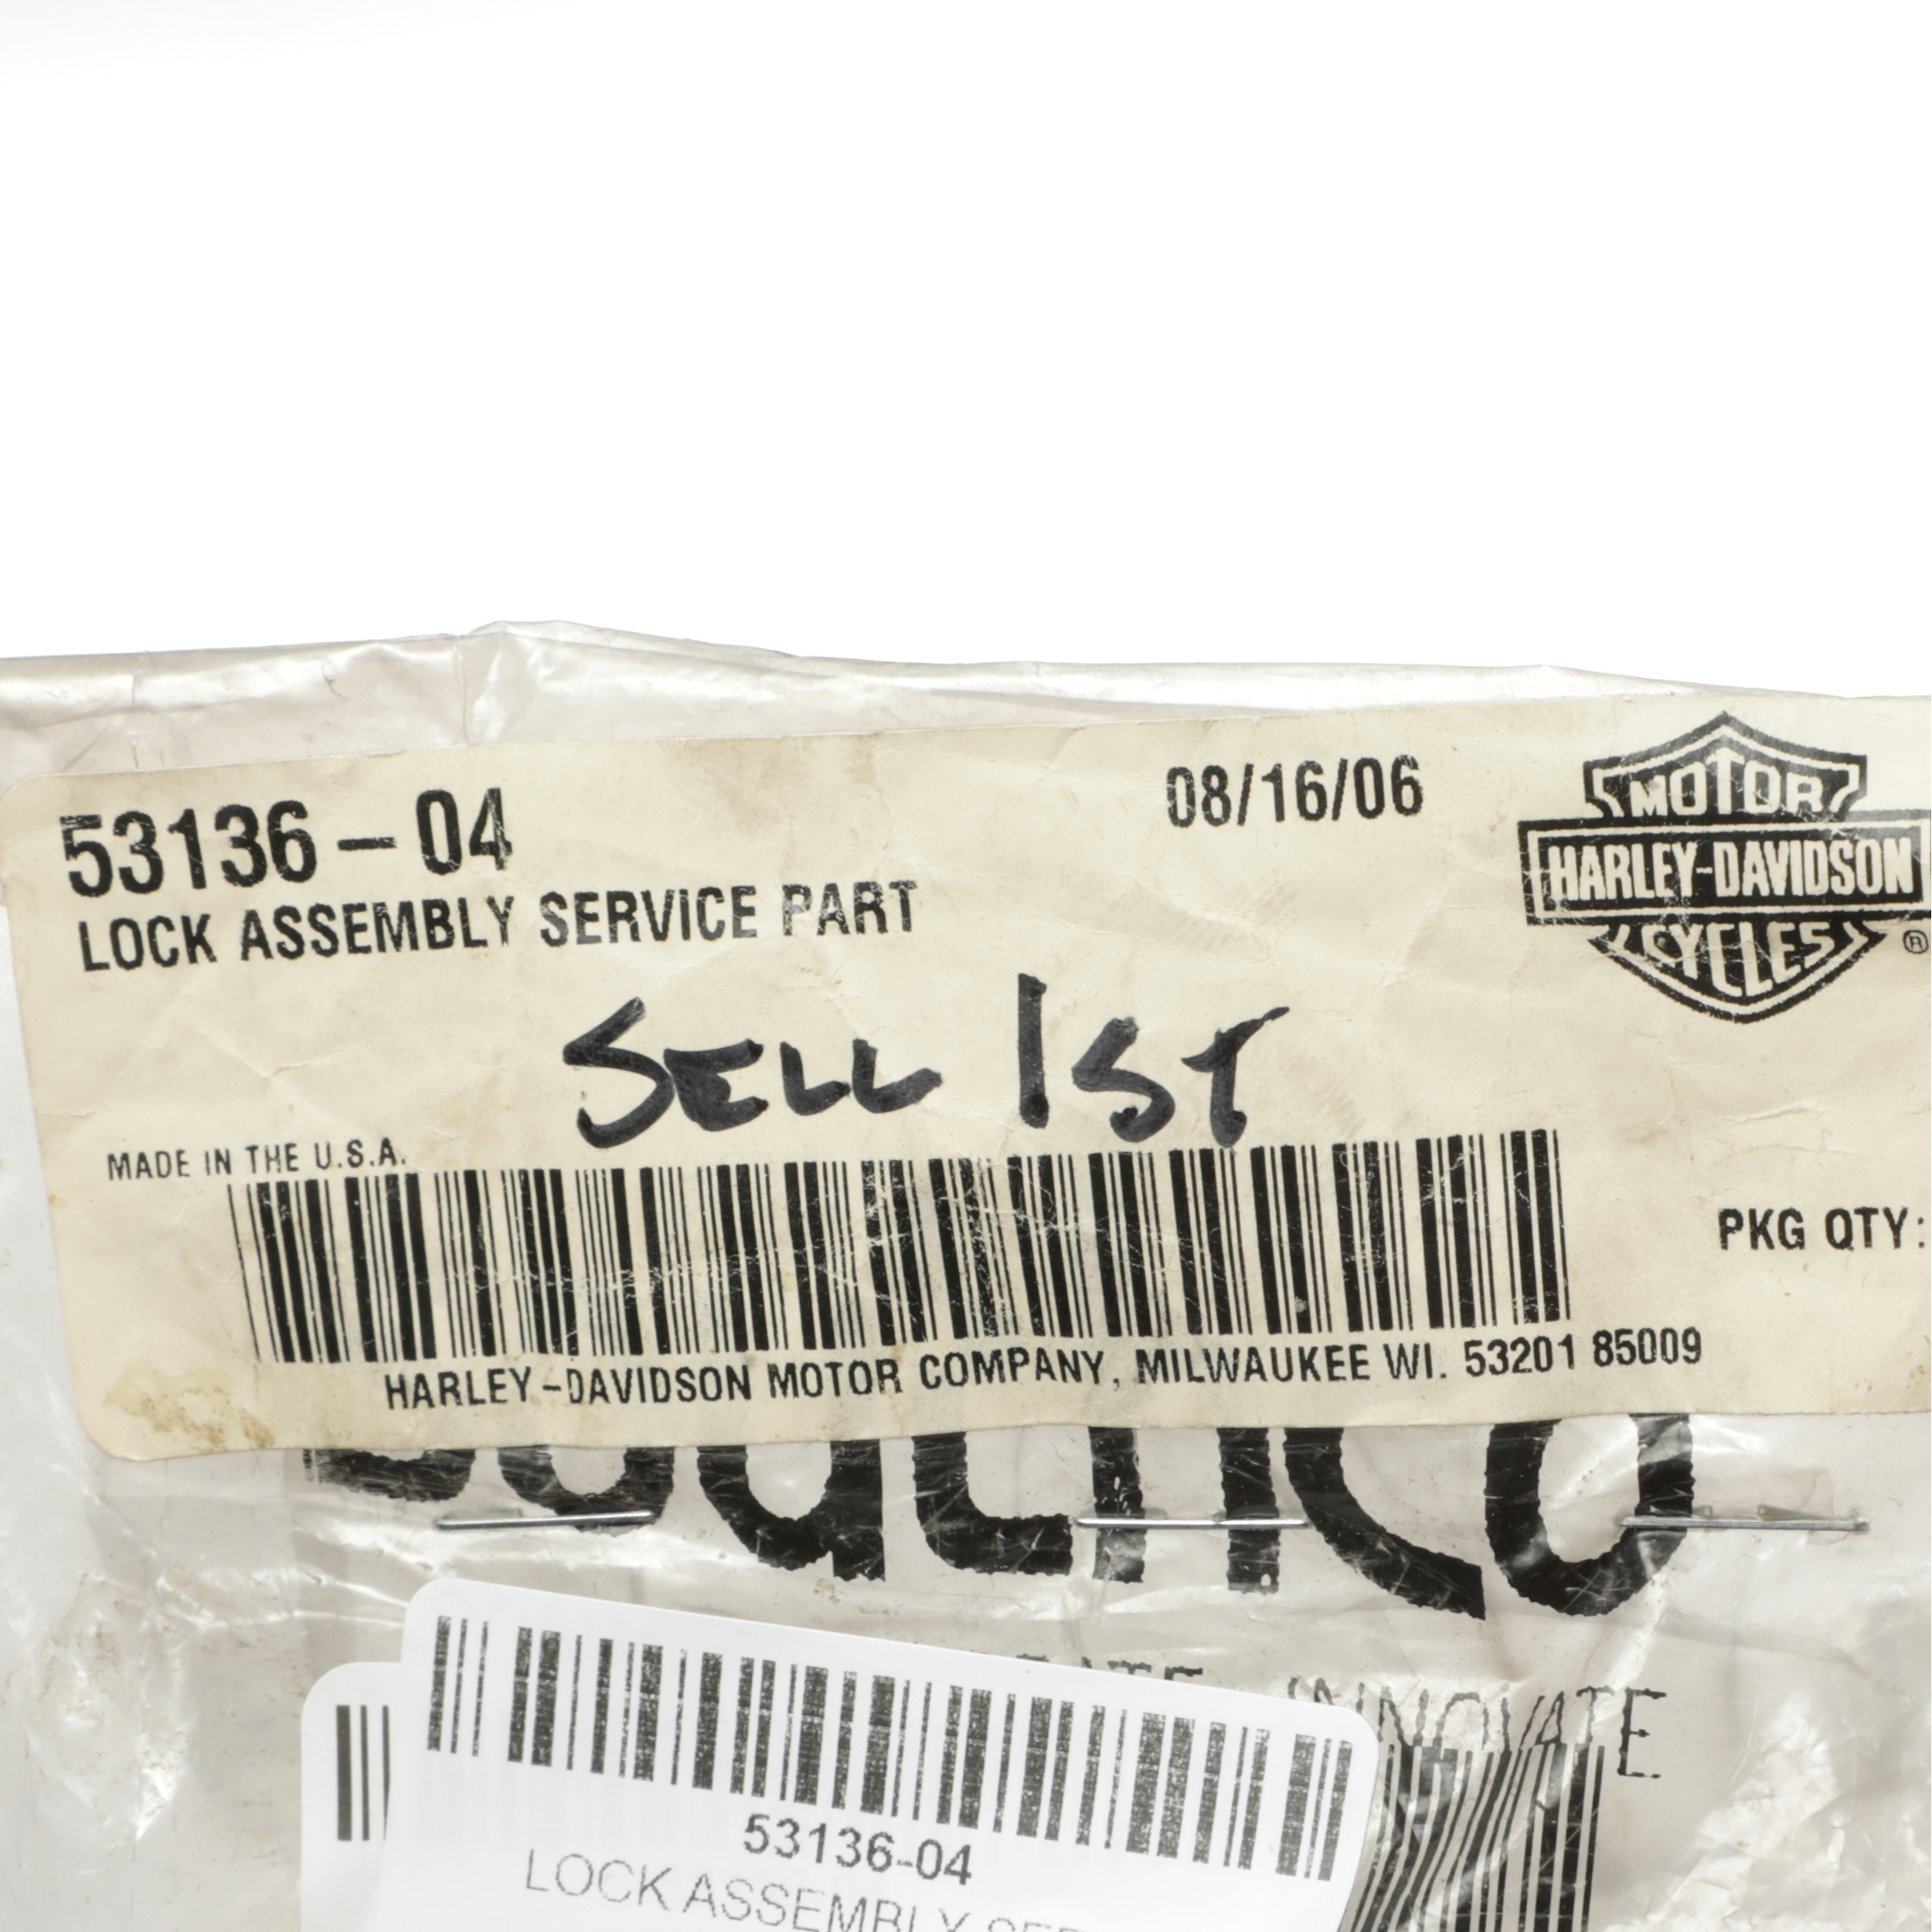 53136-04
08/16/06
LOCK ASSEMBLY SERVICE PART
MOTOR
HARLEY-DAVIDSON
CYCLES
®
SELL 1ST
MADE IN THE U.S.A.
PKG QTY:
HARLEY-DAVIDSON MOTOR COMPANY, MILWAUKEE WI. 53201 85009
INNOVATE
53136-04
LOCK ASSEMBLY